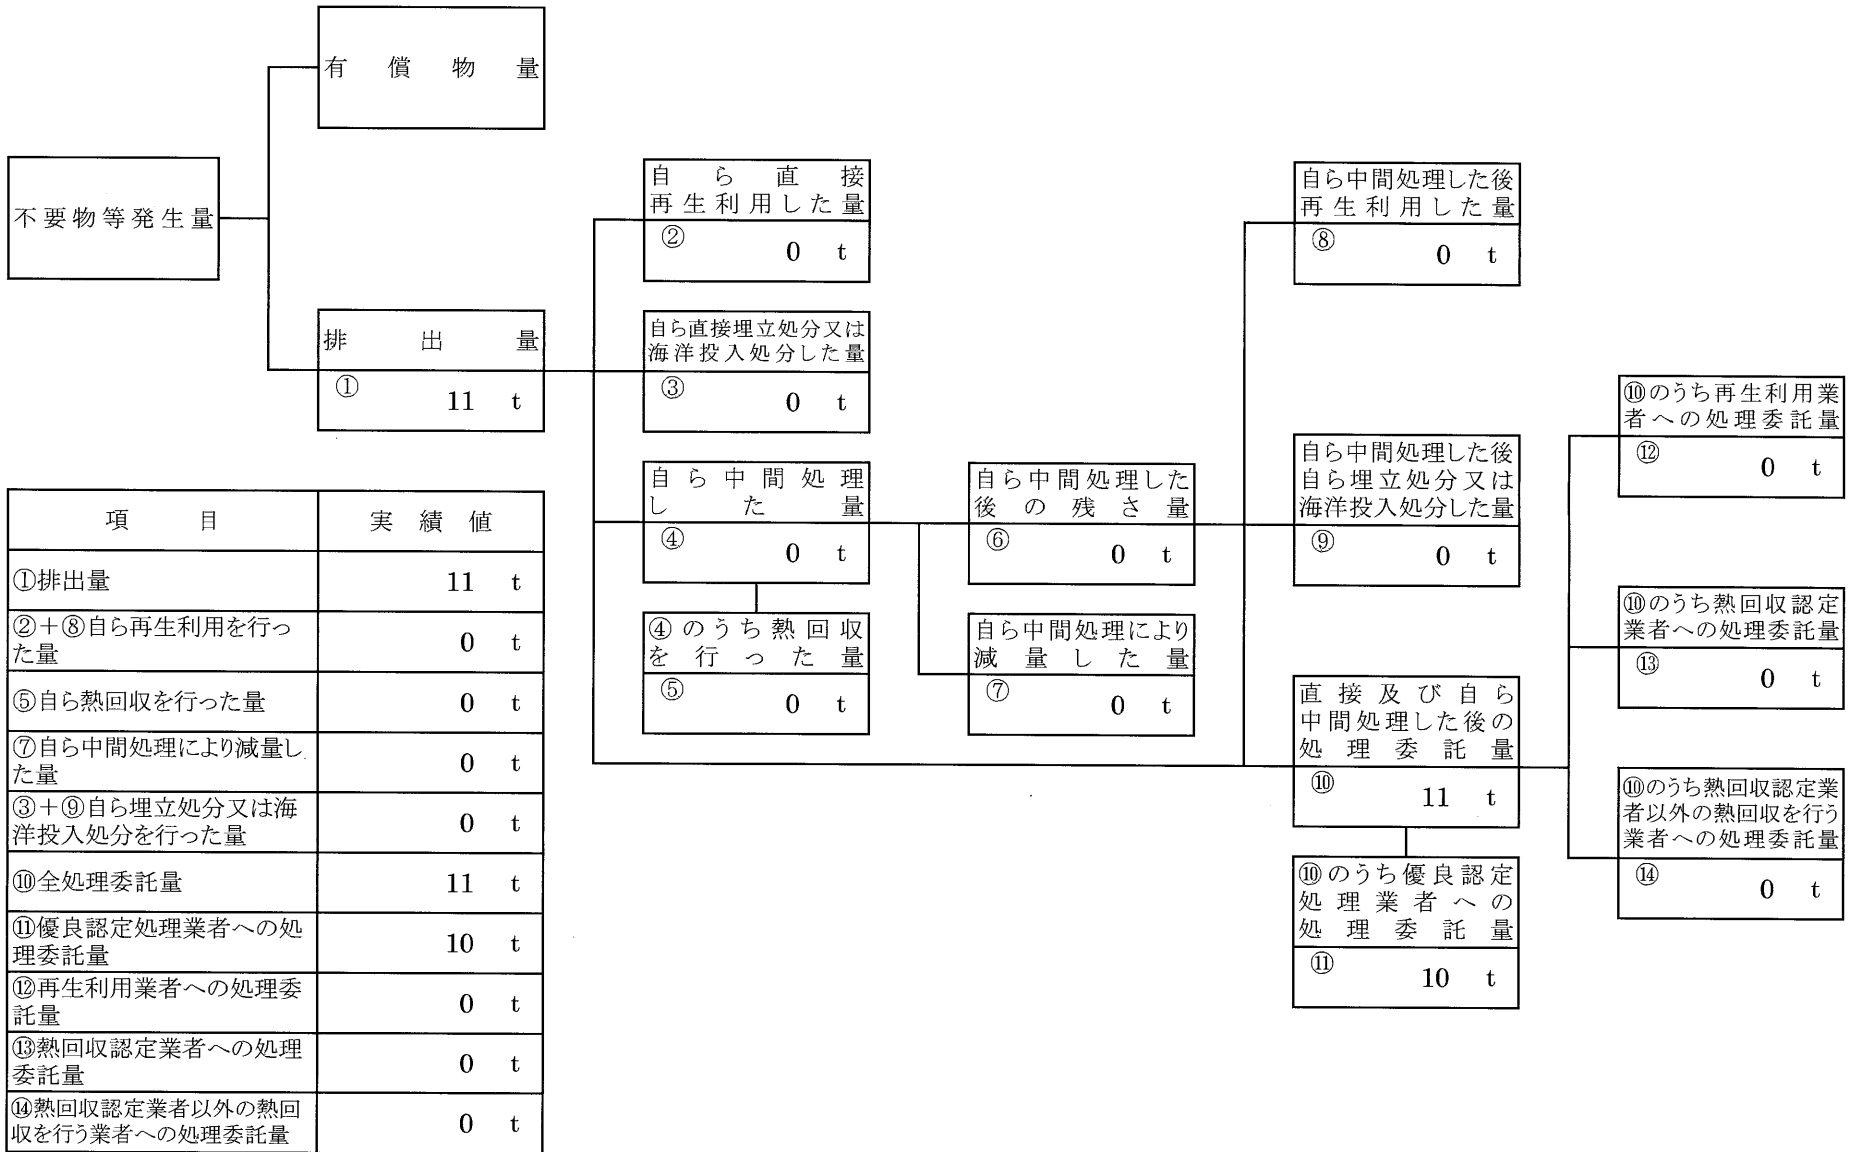 有償物量
不要物等発生量
排出量
① 11 t
自ら直接
再生利用した量
② 0 t
自ら直接埋立処分又は
海洋投入処分した量
③ 0 t
自ら中間処理
した量
④ 0 t
④のうち熱回収
を行った量
⑤ 0 t
自ら中間処理した
後の残さ量
⑥ 0 t
自ら中間処理により
減量した量
⑦ 0 t
自ら中間処理した後
再生利用した量
⑧ 0 t
自ら中間処理した後
自ら埋立処分又は
海洋投入処分した量
⑨ 0 t
直接及び自ら
中間処理した後の
処理委託量
⑩ 11 t
⑩のうち優良認定
処理業者への
処理委託量
⑪ 10 t
⑩のうち再生利用業
者への処理委託量
⑫ 0 t
⑩のうち熱回収認定
業者への処理委託量
⑬ 0 t
⑩のうち熱回収認定業
者以外の熱回収を行う
業者への処理委託量
⑭ 0 t
項目 実績値
①排出量 11 t
②+⑧自ら再生利用を行っ
た量 0 t
⑤自ら熱回収を行った量 0 t
⑦自ら中間処理により減量し
た量 0 t
③+⑨自ら埋立処分又は海
洋投入処分を行った量 0 t
⑩全処理委託量 11 t
⑪優良認定処理業者への処
理委託量 10 t
⑫再生利用業者への処理委
託量 0 t
⑬熱回収認定業者への処理
委託量 0 t
⑭熱回収認定業者以外の熱回
収を行う業者への処理委託量 0 t